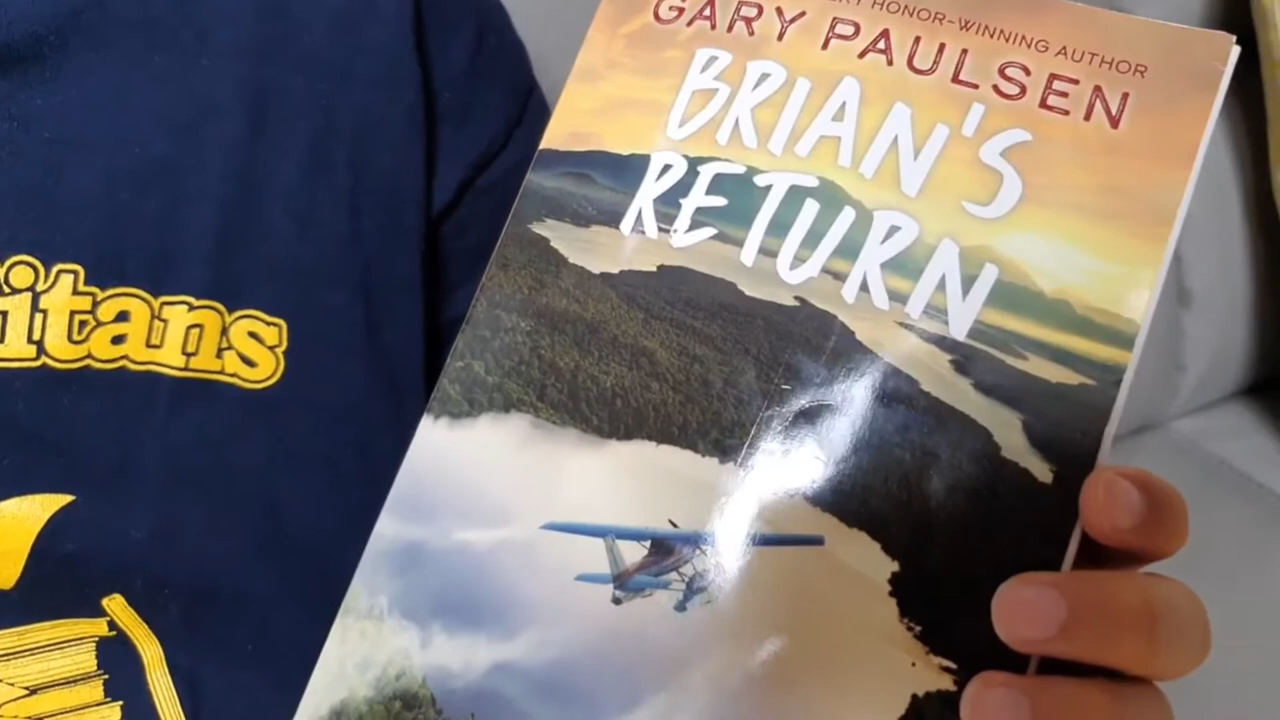 HONOR-WINNING AUTHOR
GARY PAULSEN
BRIAN'S
RETURN
itans